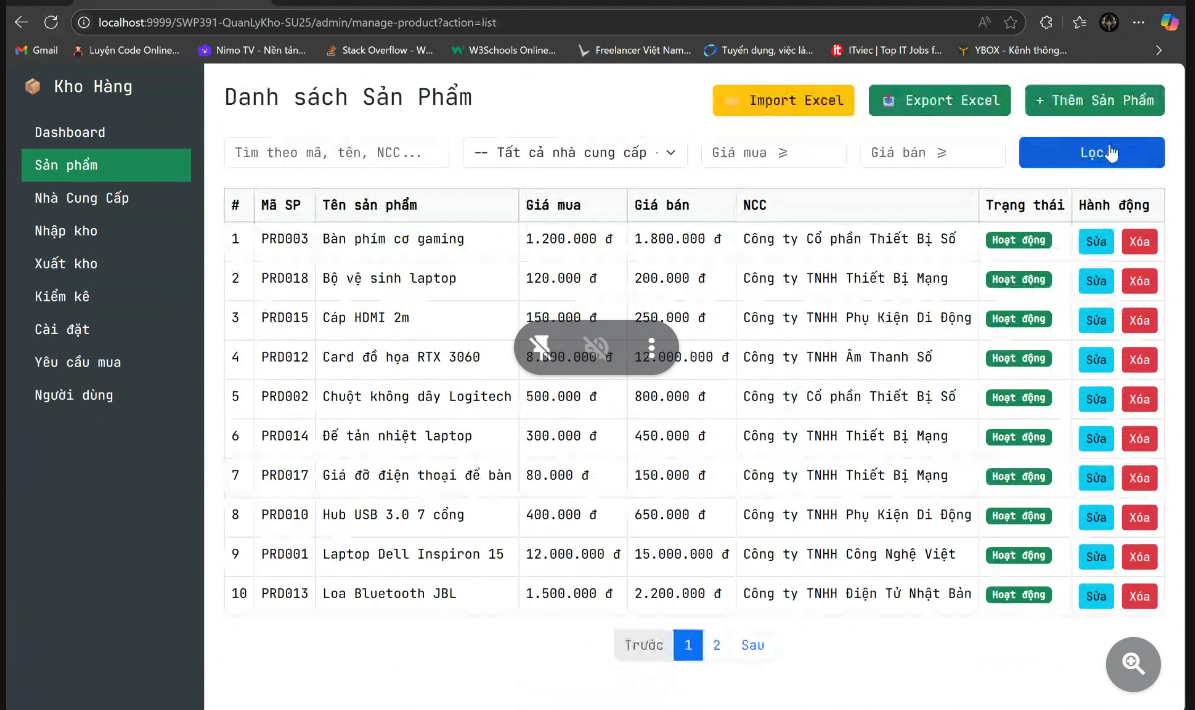 localhost:9999/SWP391-QuanLyKho-SU25/admin/manage-product?action=list
Gmail Luyện Code Online... Nimo TV - Nền tản... Stack Overflow - W... W3Schools Online... Freelancer Việt Nam... Tuyển dụng, việc là... ITviec | Top IT Jobs f... YBOX - Kênh thông...
Kho Hàng
Dashboard
Sản phẩm
Nhà Cung Cấp
Nhập kho
Xuất kho
Kiểm kê
Cài đặt
Yêu cầu mua
Người dùng
Danh sách Sản Phẩm
Import Excel Export Excel + Thêm Sản Phẩm
Tìm theo mã, tên, NCC... -- Tất cả nhà cung cấp - Giá mua ≥ Giá bán ≥ Lọc
# Mã SP Tên sản phẩm Giá mua Giá bán NCC Trạng thái Hành động
1 PRD003 Bàn phím cơ gaming 1.200.000 đ 1.800.000 đ Công ty Cổ phần Thiết Bị Số Hoạt động Sửa Xóa
2 PRD018 Bộ vệ sinh laptop 120.000 đ 200.000 đ Công ty TNHH Thiết Bị Mạng Hoạt động Sửa Xóa
3 PRD015 Cáp HDMI 2m 150.000 đ 250.000 đ Công ty TNHH Phụ Kiện Di Động Hoạt động Sửa Xóa
4 PRD012 Card đồ họa RTX 3060 12.000.000 đ Công ty TNHH Âm Thanh Số Hoạt động Sửa Xóa
5 PRD002 Chuột không dây Logitech 500.000 đ 800.000 đ Công ty Cổ phần Thiết Bị Số Hoạt động Sửa Xóa
6 PRD014 Đế tản nhiệt laptop 300.000 đ 450.000 đ Công ty TNHH Thiết Bị Mạng Hoạt động Sửa Xóa
7 PRD017 Giá đỡ điện thoại để bàn 80.000 đ 150.000 đ Công ty TNHH Thiết Bị Mạng Hoạt động Sửa Xóa
8 PRD010 Hub USB 3.0 7 cổng 400.000 đ 650.000 đ Công ty TNHH Phụ Kiện Di Động Hoạt động Sửa Xóa
9 PRD001 Laptop Dell Inspiron 15 12.000.000 đ 15.000.000 đ Công ty TNHH Công Nghệ Việt Hoạt động Sửa Xóa
10 PRD013 Loa Bluetooth JBL 1.500.000 đ 2.200.000 đ Công ty TNHH Điện Tử Nhật Bản Hoạt động Sửa Xóa
Trước 1 2 Sau